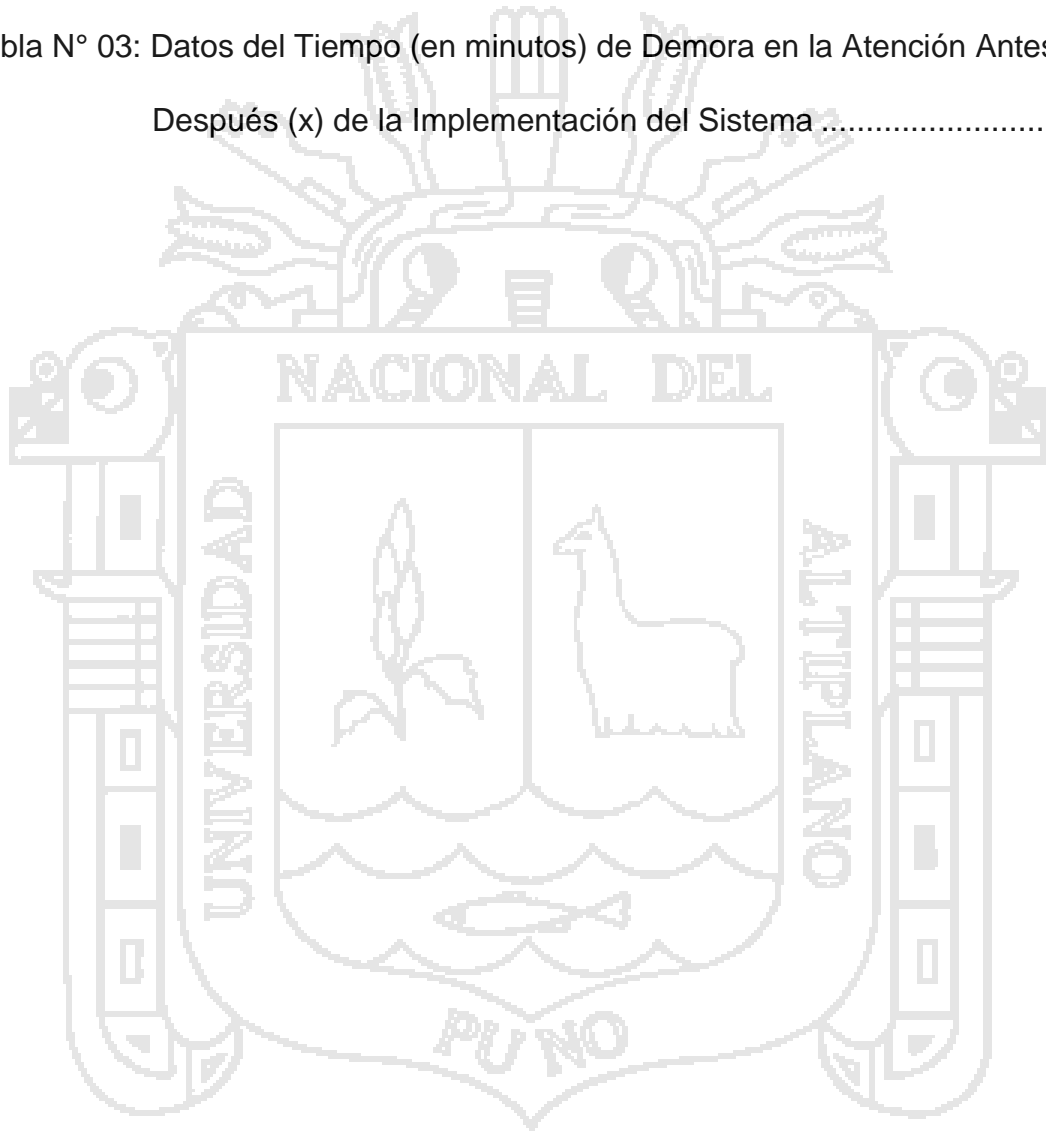 bla N° 03: Datos del Tiempo (en minutos) de Demora en la Atención Antes
Después (x) de la Implementación del Sistema .........................
NACIONAL DEL
UNIVERSIDAD
ALTIPLANO
PUNO